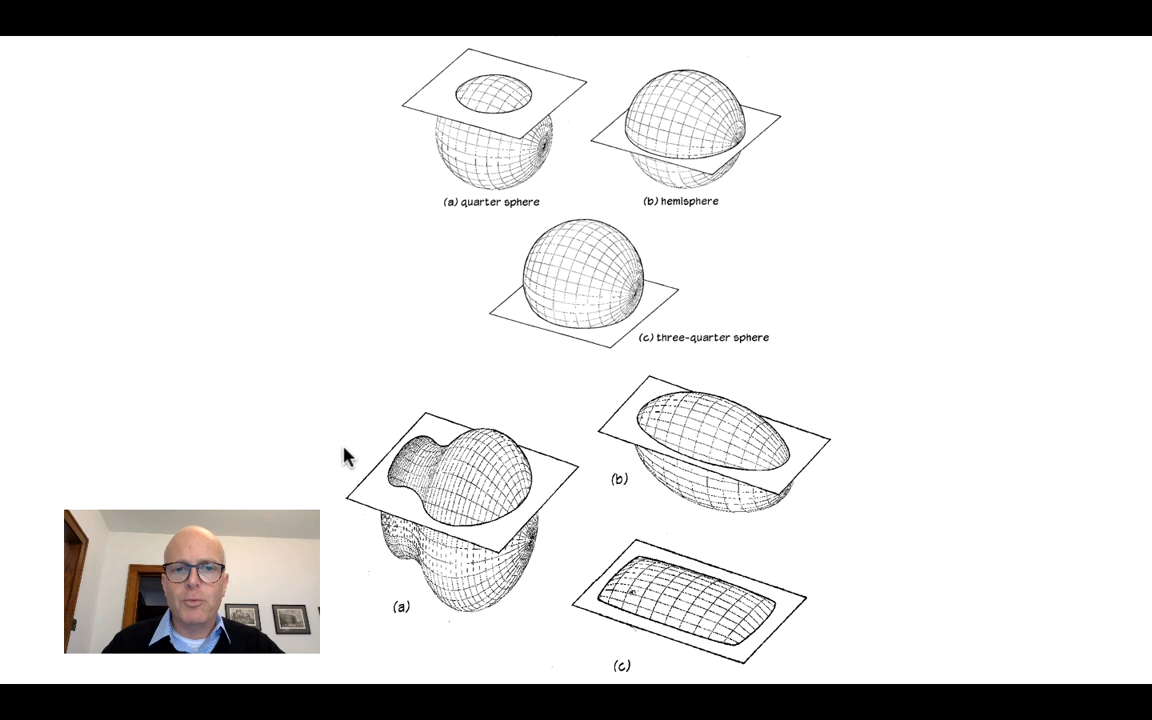 (a) quarter sphere
(b) hemisphere
(c) three-quarter sphere
(b)
(a)
(c)